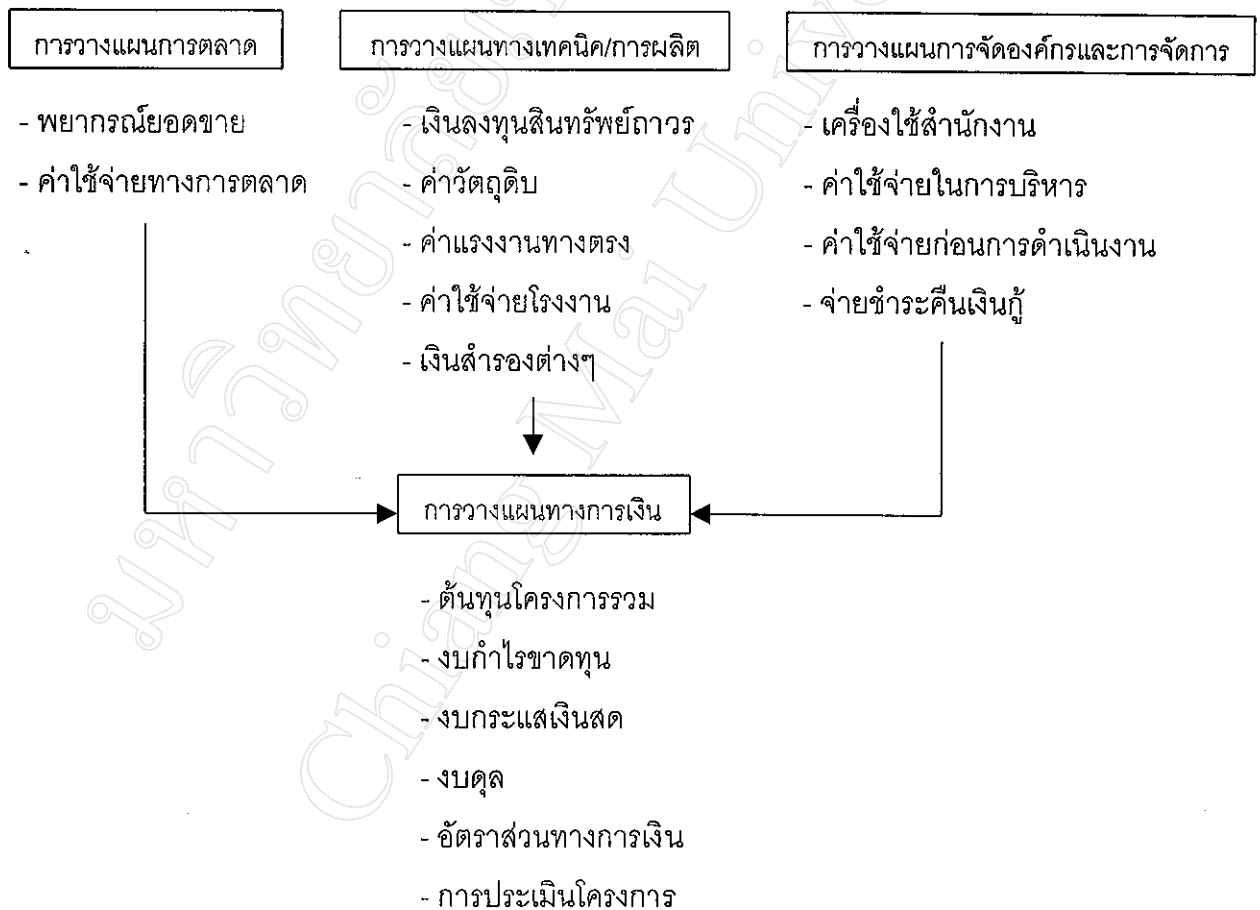 การวางแผนการตลาด
- พยากรณ์ยอดขาย
- ค่าใช้จ่ายทางการตลาด
การวางแผนทางเทคนิค/การผลิต
- เงินลงทุนสินทรัพย์ถาวร
- ค่าวัตถุดิบ
- ค่าแรงงานทางตรง
- ค่าใช้จ่ายโรงงาน
- เงินสำรองต่างๆ
การวางแผนการจัดองค์กรและการจัดการ
- เครื่องใช้สำนักงาน
- ค่าใช้จ่ายในการบริหาร
- ค่าใช้จ่ายก่อนการดำเนินงาน
- จ่ายชำระคืนเงินกู้
การวางแผนทางการเงิน
- ต้นทุนโครงการรวม
- งบกำไรขาดทุน
- งบกระแสเงินสด
- งบดุล
- อัตราส่วนทางการเงิน
- การประเมินโครงการ
Chiang Mai Univ